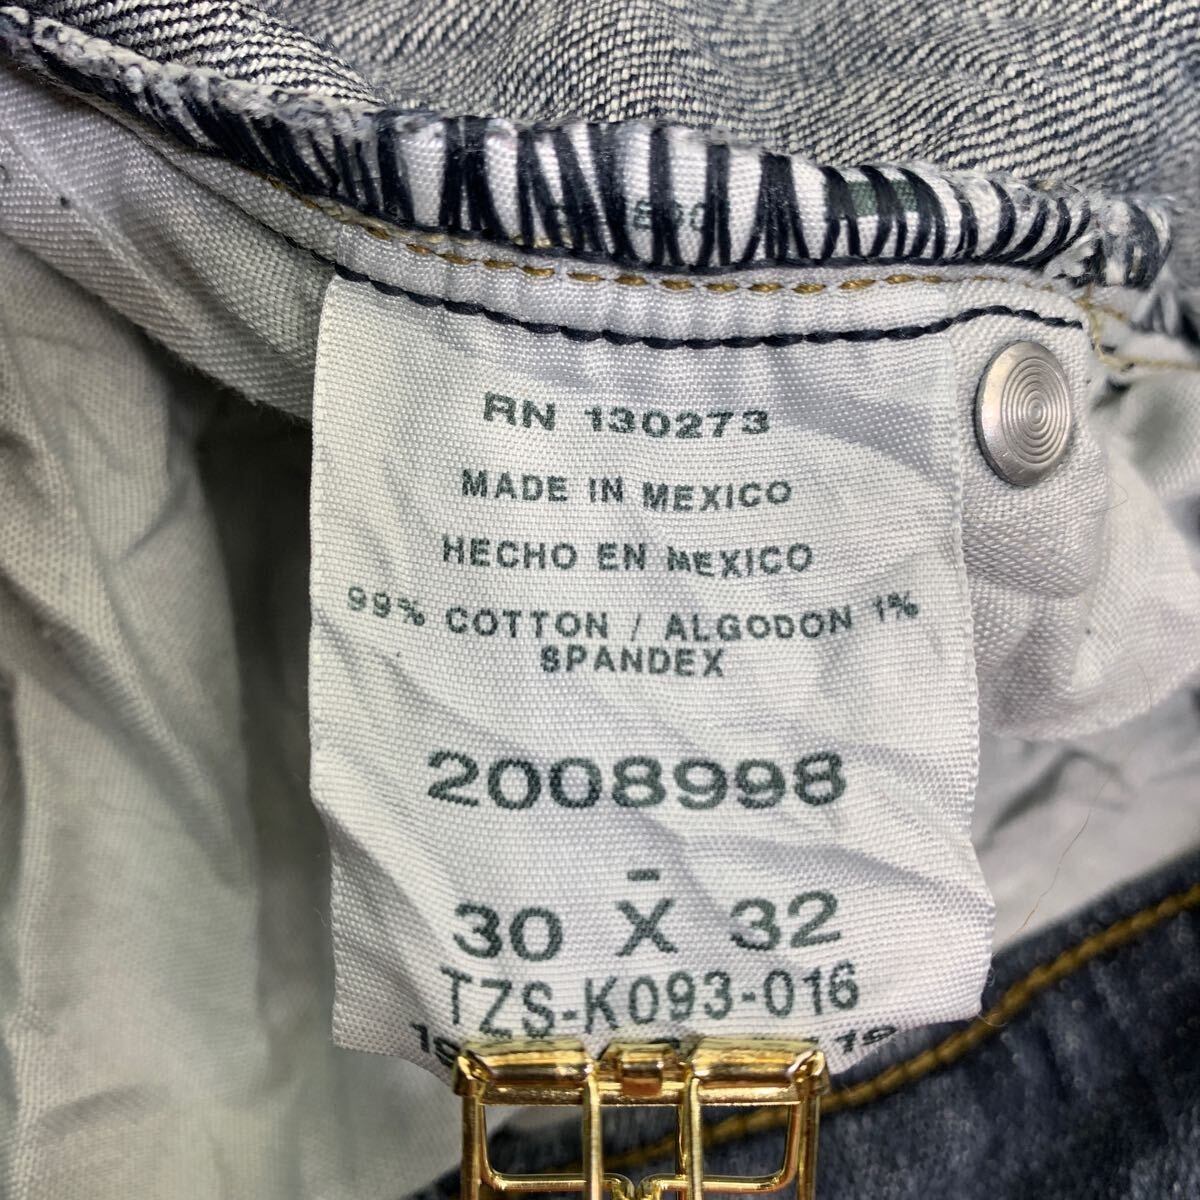 RN 130273
MADE IN MEXICO
HECHO EN MEXICO
99% COTTON / ALGODON 1%
SPANDEX
2008998
-
30 X 32
TZS-K093-016